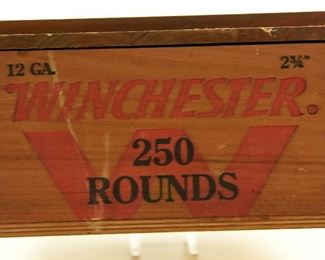 12 GA. 2¾"
WINCHESTER®
250
ROUNDS